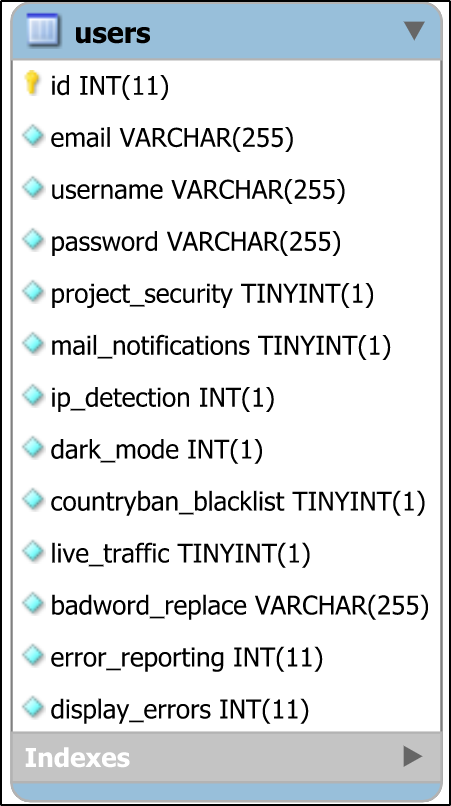 users
id INT(11)
email VARCHAR(255)
username VARCHAR(255)
password VARCHAR(255)
project_security TINYINT(1)
mail_notifications TINYINT(1)
ip_detection INT(1)
dark_mode INT(1)
countryban_blacklist TINYINT(1)
live_traffic TINYINT(1)
badword_replace VARCHAR(255)
error_reporting INT(11)
display_errors INT(11)
Indexes